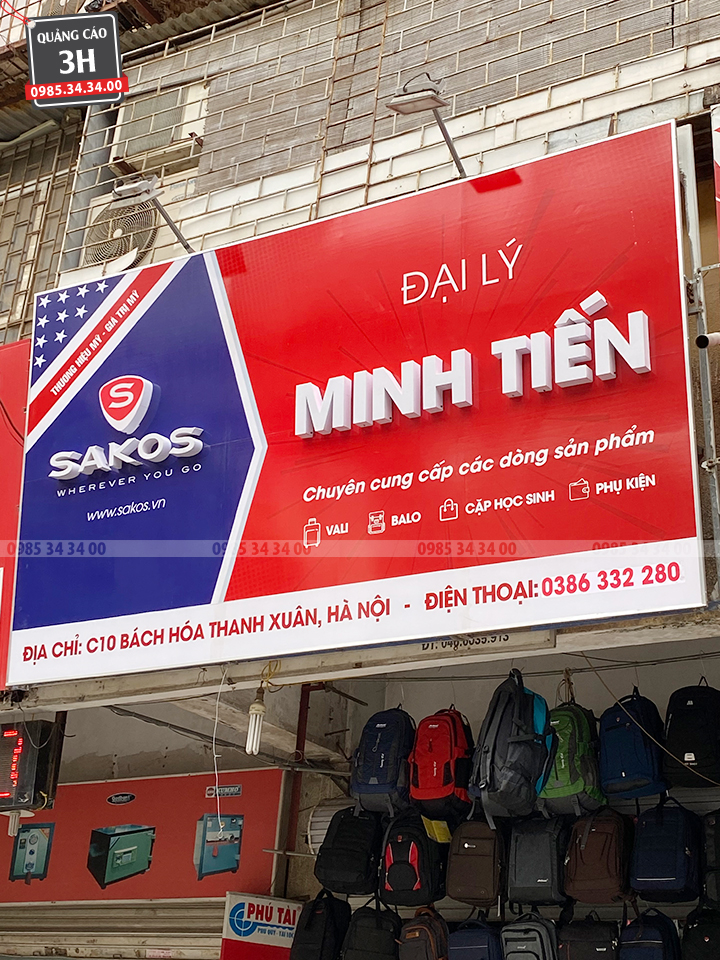 QUẢNG CÁO
3H
0985.34.34.00
ĐẠI LÝ
MINH TIẾN
THƯƠNG HIỆU MỸ - GIÁ TRỊ MỸ
S
SAKOS
WHEREVER YOU GO
www.sakos.vn
Chuyên cung cấp các dòng sản phẩm
VALI BALO CẶP HỌC SINH PHỤ KIỆN
0985 34 34 00 0985 34 34 00 0985 34 34 00 0985 34 34 00
ĐỊA CHỈ: C10 BÁCH HÓA THANH XUÂN, HÀ NỘI - ĐIỆN THOẠI: 0386 332 280
PHÚ TÀI